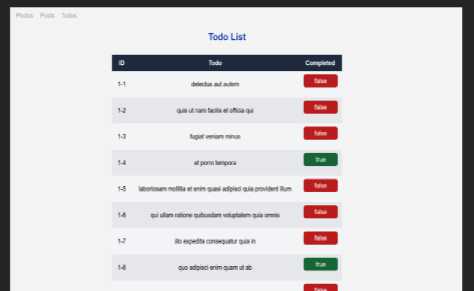 Photos Posts Todos
Todo List
ID Todo Completed
1-1 delectus aut autem false
1-2 quis ut nam facilis et officia qui false
1-3 fugiat veniam minus false
1-4 et porro tempora true
1-5 laboriosam mollitia et enim quasi adipisci quia provident illum false
1-6 qui ullam ratione quibusdam voluptatem quia omnis false
1-7 illo expedita consequatur quia in false
1-8 quo adipisci enim quam ut ab true
false